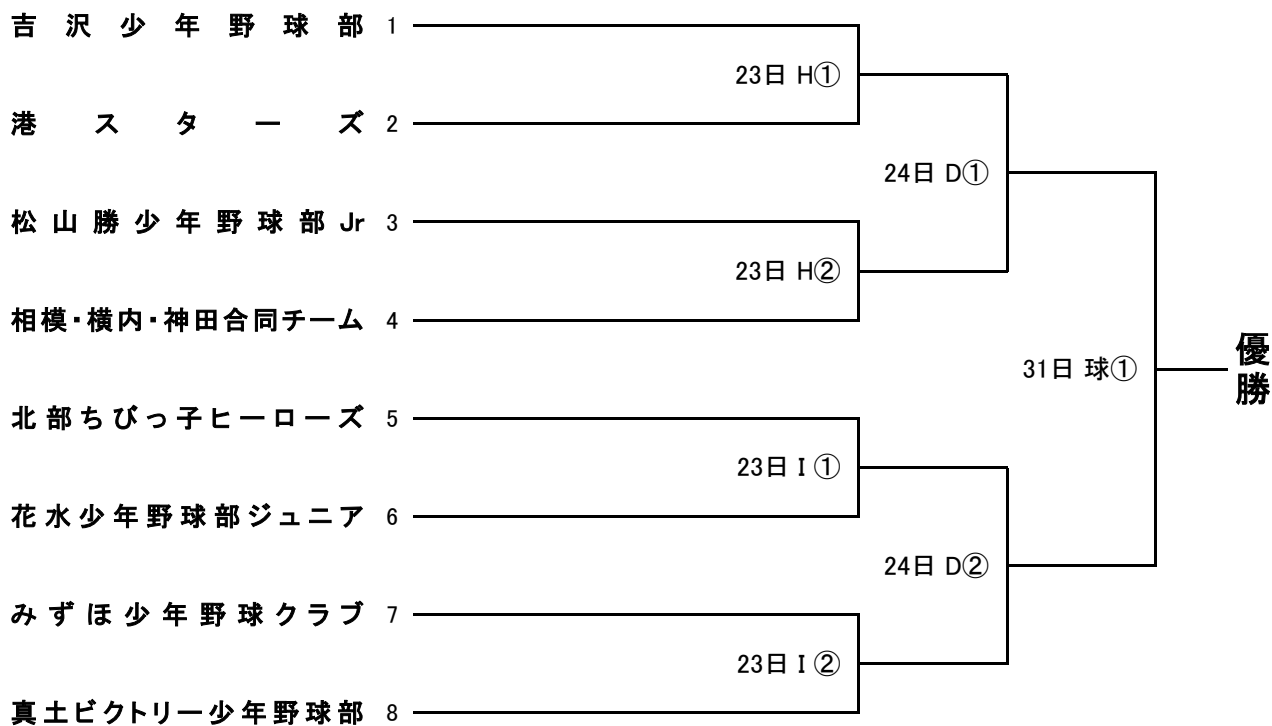 吉沢少年野球部 1
23日 H①
港スターズ 2
24日 D①
松山勝少年野球部Jr 3
23日 H②
相模・横内・神田合同チーム 4
31日 球①
優勝
北部ちびっ子ヒーローズ 5
23日 I ①
花水少年野球部ジュニア 6
24日 D②
みずほ少年野球クラブ 7
23日 I ②
真土ビクトリー少年野球部 8